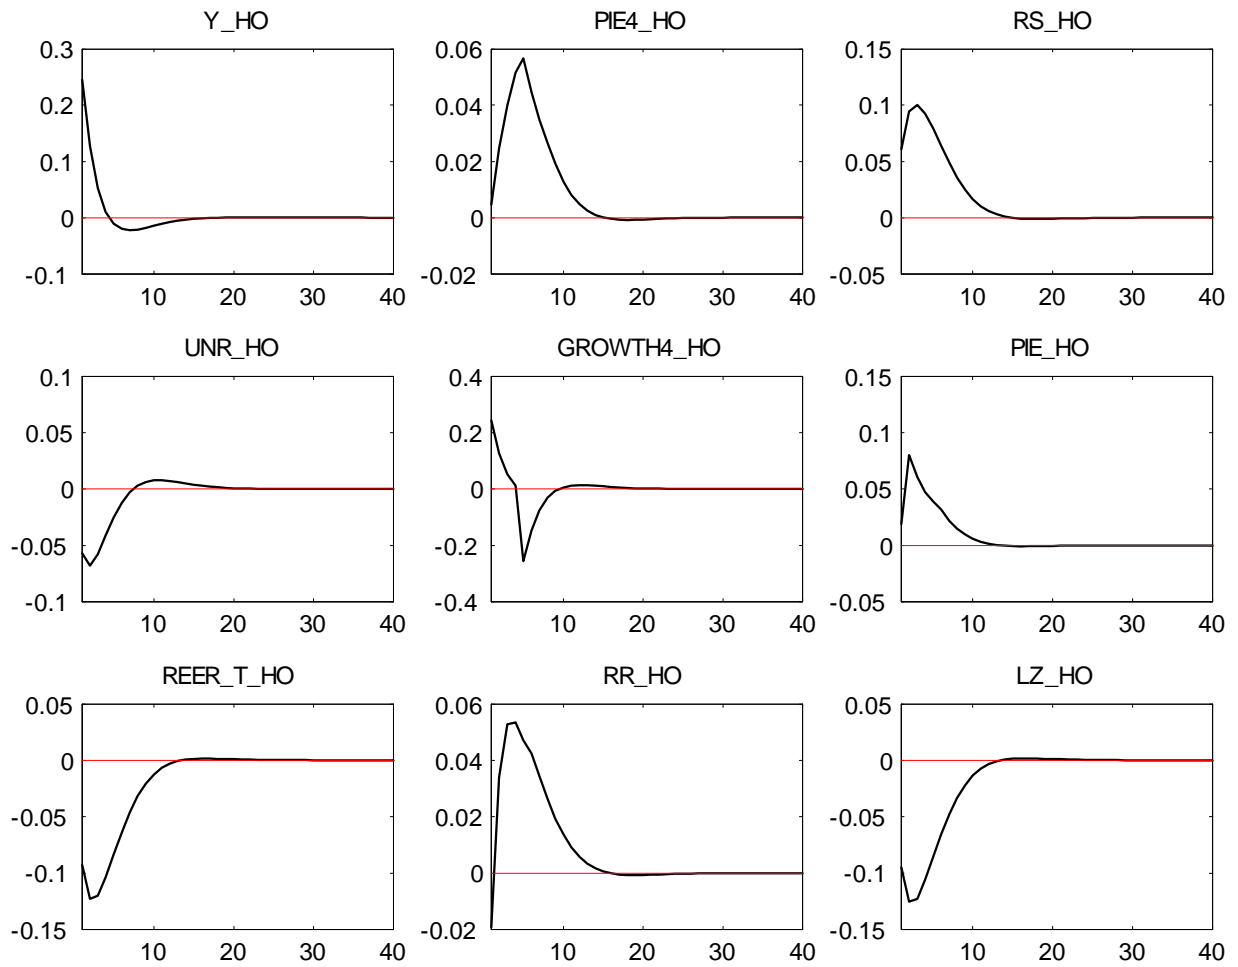 Y_HO PIE4_HO RS_HO
0.3 0.06 0.15
0.2 0.04 0.1
0.1 0.02 0.05
0 0 0
-0.1 -0.02 -0.05
10 20 30 40 10 20 30 40 10 20 30 40
UNR_HO GROWTH4_HO PIE_HO
0.1 0.4 0.15
0.05 0.2 0.1
0 0 0.05
-0.05 -0.2 0
-0.1 -0.4 -0.05
10 20 30 40 10 20 30 40 10 20 30 40
REER_T_HO RR_HO LZ_HO
0.05 0.06 0.05
0 0.04 0
-0.05 0.02 -0.05
-0.1 0 -0.1
-0.15 -0.02 -0.15
10 20 30 40 10 20 30 40 10 20 30 40